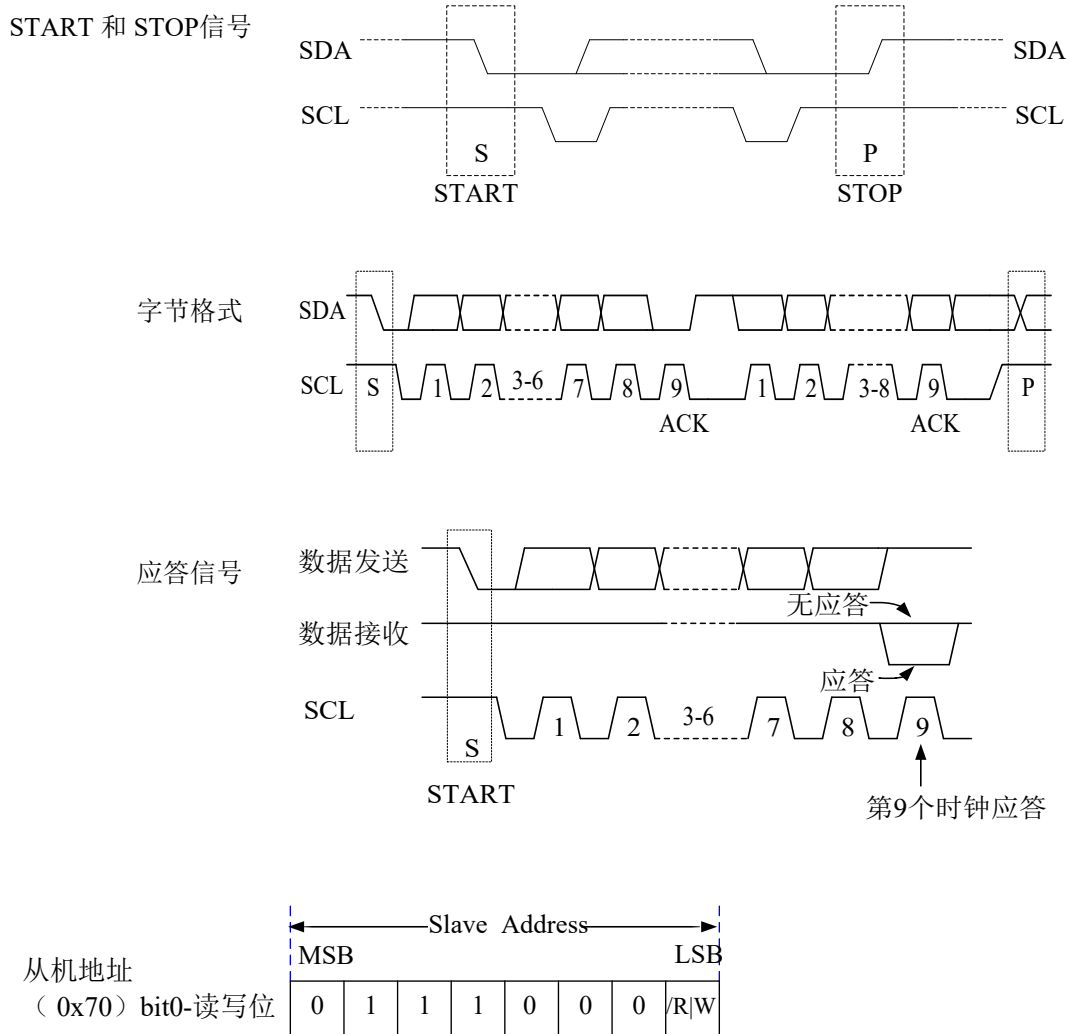 START 和 STOP信号
SDA
SDA
SCL
SCL
S
P
START
STOP
字节格式
SDA
SCL
S
1
2
3-6
7
8
9
1
2
3-8
9
P
ACK
ACK
应答信号
数据发送
无应答
数据接收
应答
SCL
S
1
2
3-6
7
8
9
START
第9个时钟应答
Slave Address
MSB
LSB
从机地址
（ 0x70）bit0-读写位
0 1 1 1 0 0 0 /R|W